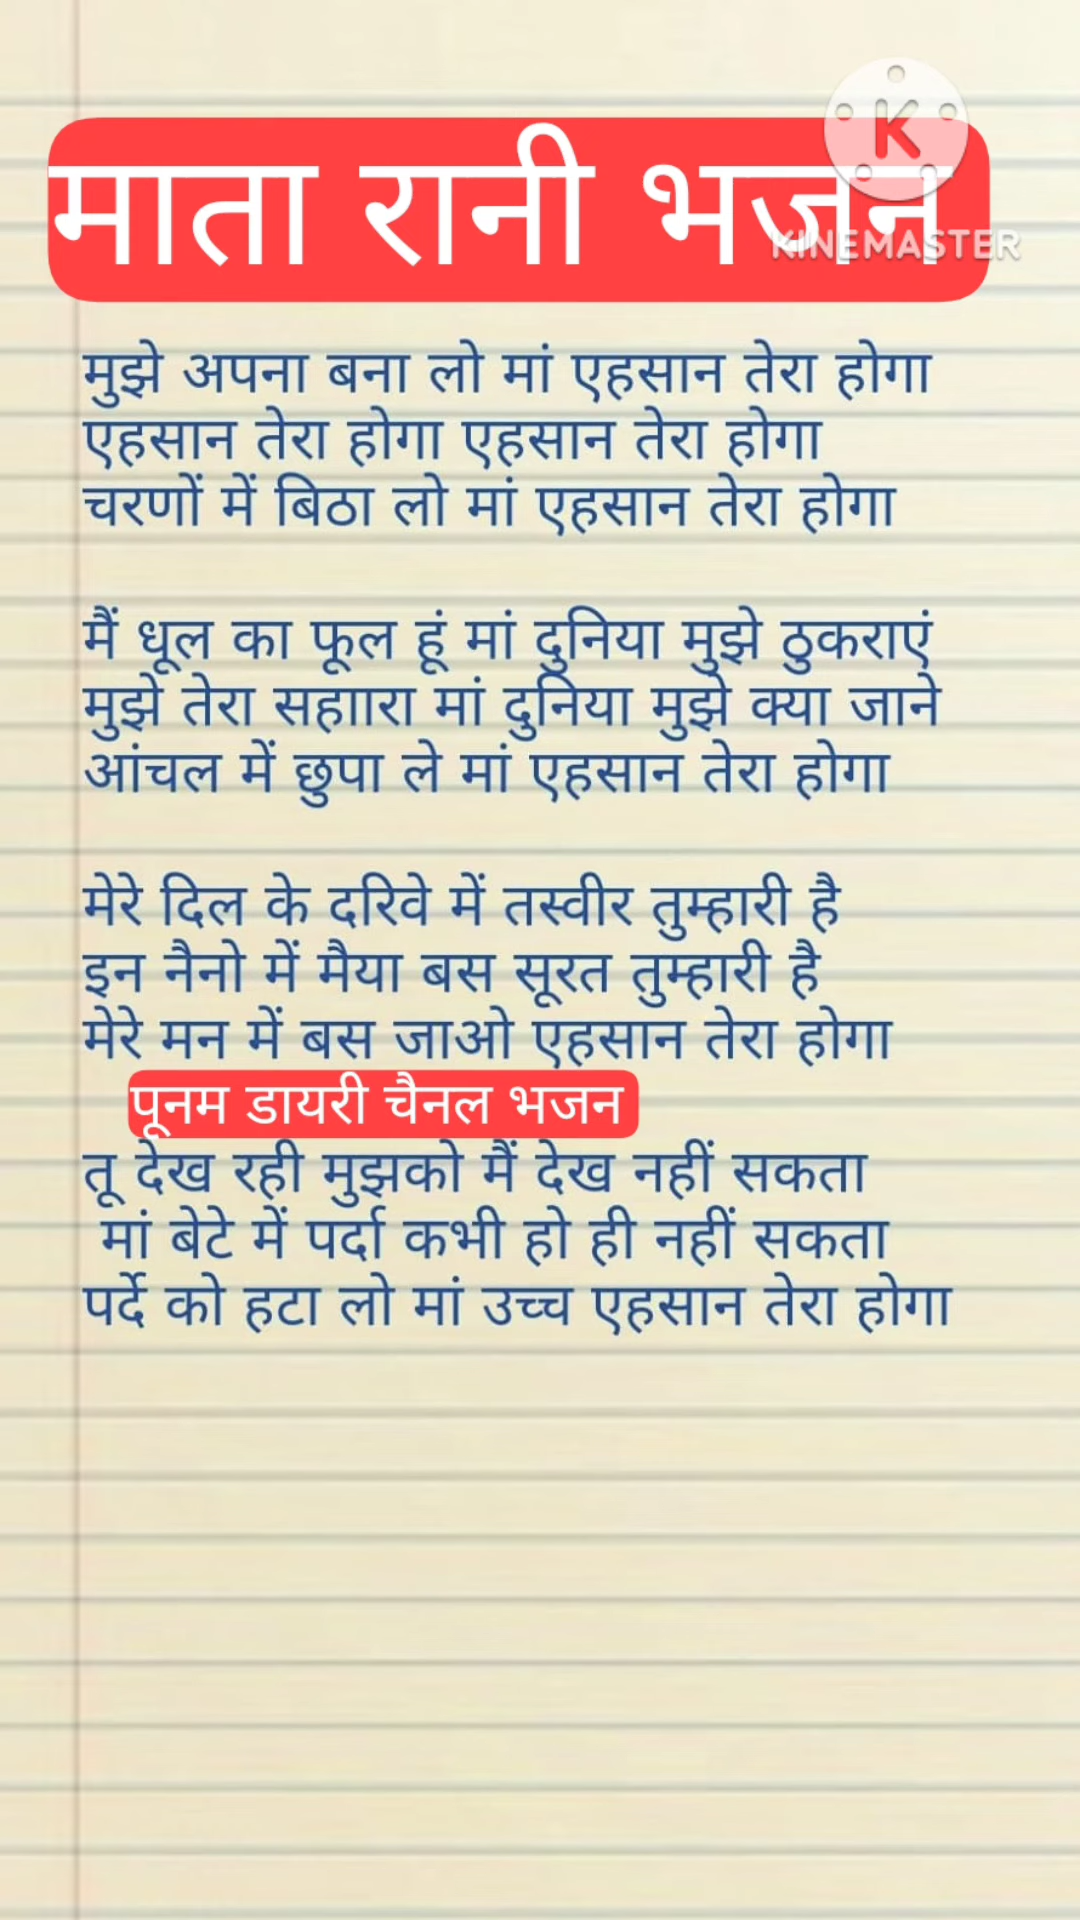 माता रानी भजन
KINEMASTER
मुझे अपना बना लो मां एहसान तेरा होगा
एहसान तेरा होगा एहसान तेरा होगा
चरणों में बिठा लो मां एहसान तेरा होगा
मैं धूल का फूल हूं मां दुनिया मुझे ठुकराएं
मुझे तेरा सहाारा मां दुनिया मुझे क्या जाने
आंचल में छुपा ले मां एहसान तेरा होगा
मेरे दिल के दरिवे में तस्वीर तुम्हारी है
इन नैनो में मैया बस सूरत तुम्हारी है
मेरे मन में बस जाओ एहसान तेरा होगा
पूनम डायरी चैनल भजन
तू देख रही मुझको मैं देख नहीं सकता
मां बेटे में पर्दा कभी हो ही नहीं सकता
पर्दे को हटा लो मां उच्च एहसान तेरा होगा